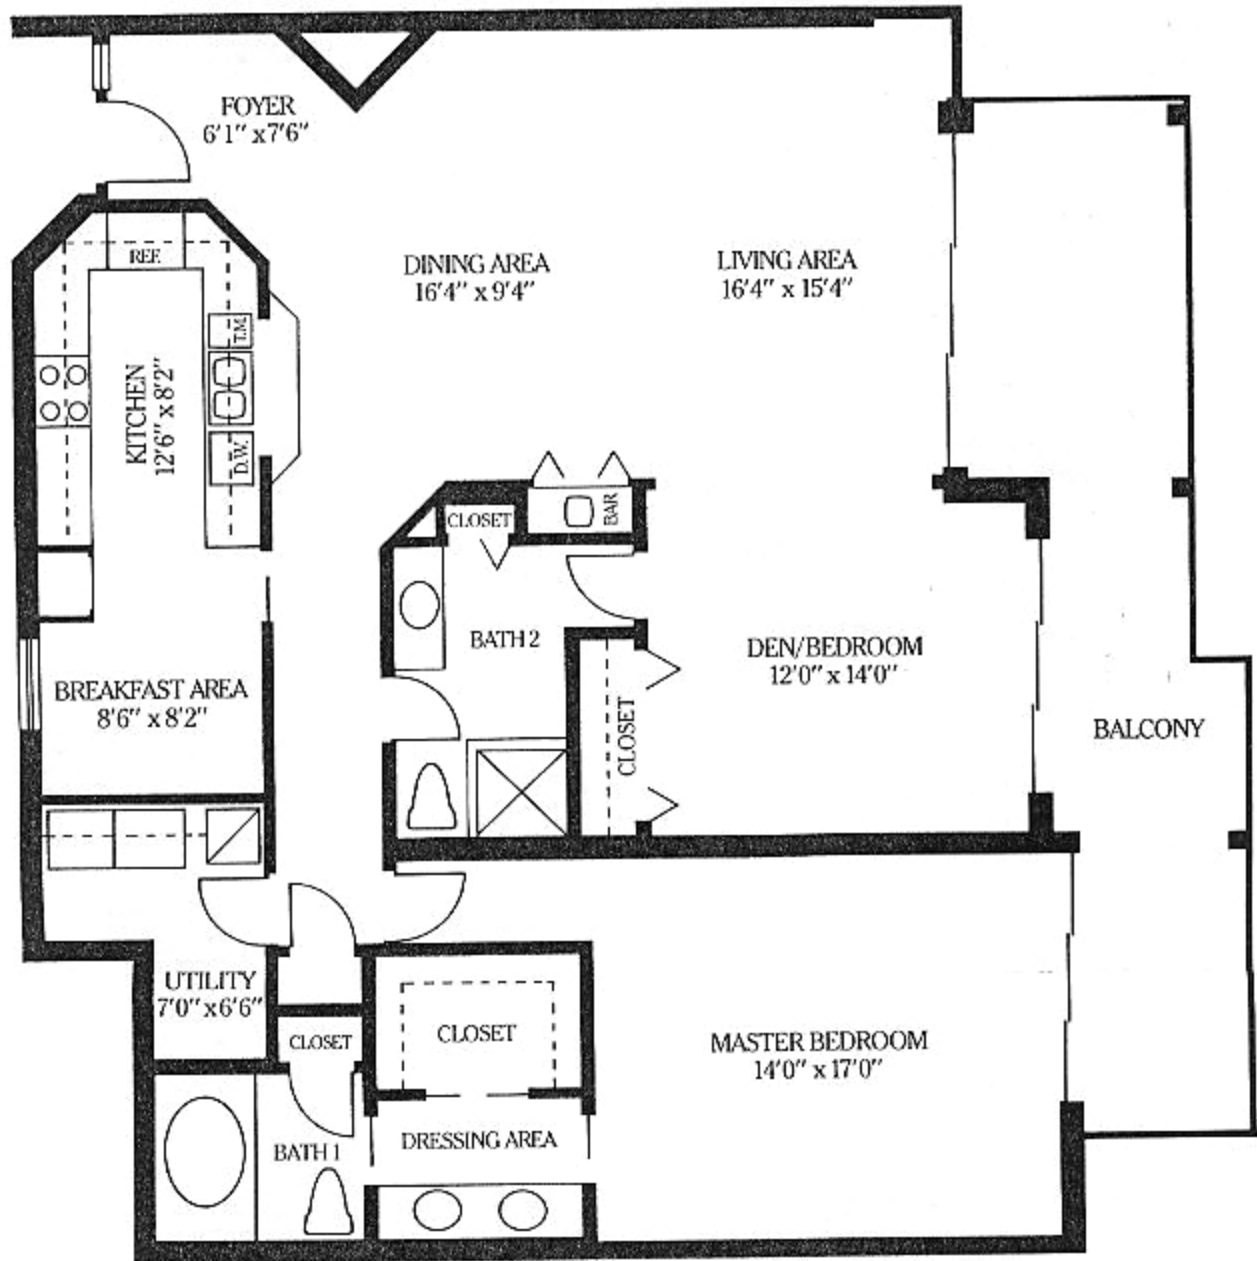 FOYER
6'1" x 7'6"
REF.
DINING AREA
16'4" x 9'4"
LIVING AREA
16'4" x 15'4"
T.M.
KITCHEN
12'6" x 8'2"
D.W.
CLOSET
BAR
BATH 2
DEN/BEDROOM
12'0" x 14'0"
BREAKFAST AREA
8'6" x 8'2"
CLOSET
BALCONY
UTILITY
7'0" x 6'6"
CLOSET
CLOSET
MASTER BEDROOM
14'0" x 17'0"
BATH 1
DRESSING AREA